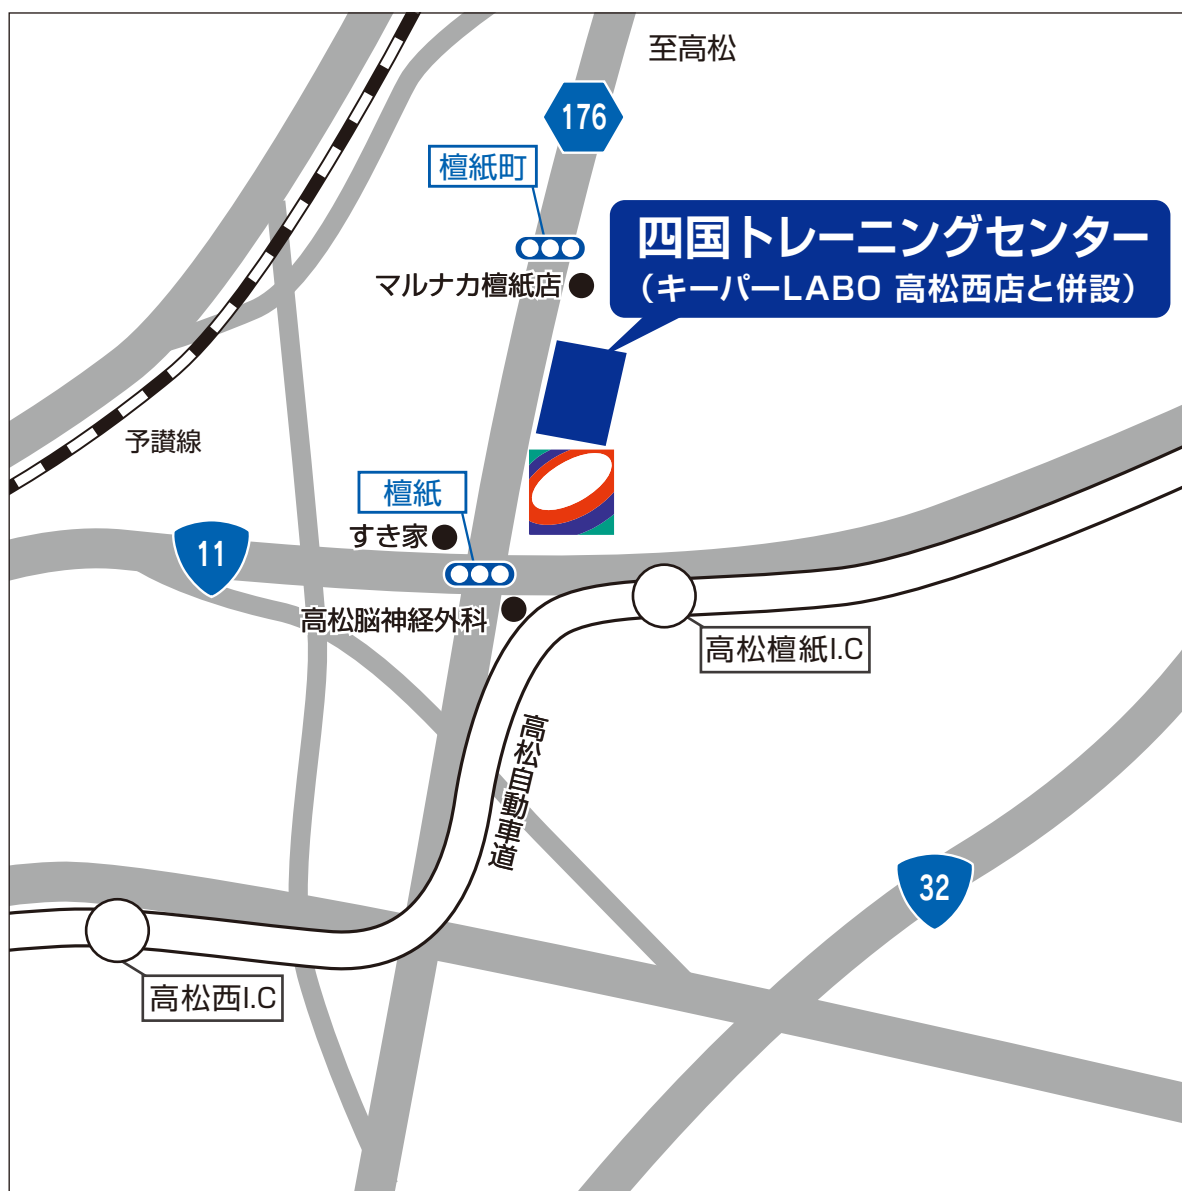 至高松
176
檀紙町
四国トレーニングセンター
（キーパーLABO 高松西店と併設）
マルナカ檀紙店
予讃線
檀紙
すき家
11
高松脳神経外科
高松檀紙I.C
高松自動車道
32
高松西I.C